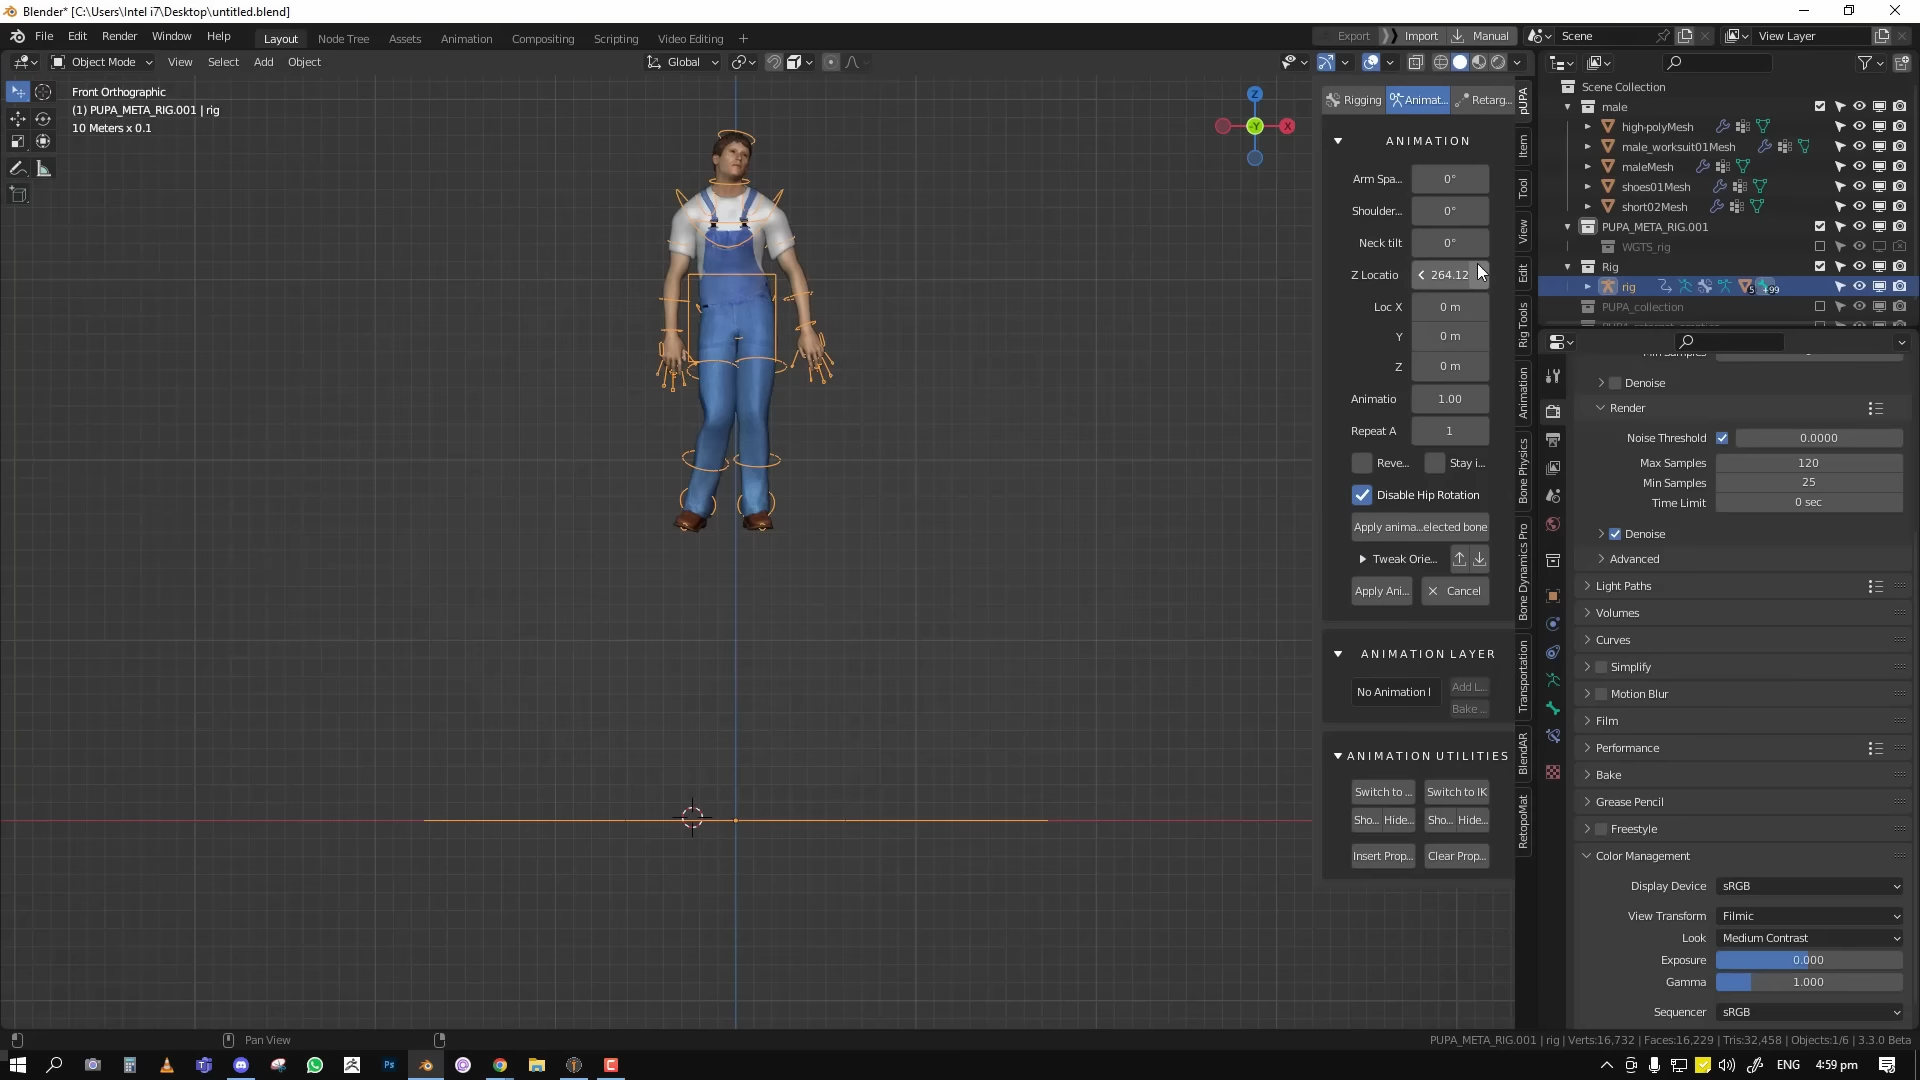 Blender* [C:\Users\Intel i7\Desktop\untitled.blend]
File Edit Render Window Help
Layout Node Tree Assets Animation Compositing Scripting Video Editing +
Export Import Manual Scene View Layer
Object Mode View Select Add Object Global
Front Orthographic
(1) PUPA_META_RIG.001 | rig
10 Meters x 0.1
Z
-Y
X
Rigging Animat... Retarg...
ANIMATION
Arm Spa... 0°
Shoulder... 0°
Neck tilt 0°
Z Locatio 264.12
Loc X 0 m
Y 0 m
Z 0 m
Animatio 1.00
Repeat A 1
Reve... Stay i...
Disable Hip Rotation
Apply anima...elected bone
Tweak Orie...
Apply Ani... Cancel
ANIMATION LAYER
No Animation l Add L...
Bake ...
ANIMATION UTILITIES
Switch to ... Switch to IK
Sho... Hide... Sho... Hide...
Insert Prop... Clear Prop...
pUPA
Item
Tool
View
Edit
Rig Tools
Animation
Bone Physics
Bone Dynamics Pro
Transportation
BlendAR
RetopoMat
Scene Collection
male
high-polyMesh
male_worksuit01Mesh
maleMesh
shoes01Mesh
short02Mesh
PUPA_META_RIG.001
WGTS_rig
Rig
rig 5 +99
PUPA_collection
Denoise
Render
Noise Threshold 0.0000
Max Samples 120
Min Samples 25
Time Limit 0 sec
Denoise
Advanced
Light Paths
Volumes
Curves
Simplify
Motion Blur
Film
Performance
Bake
Grease Pencil
Freestyle
Color Management
Display Device sRGB
View Transform Filmic
Look Medium Contrast
Exposure 0.000
Gamma 1.000
Sequencer sRGB
Pan View
PUPA_META_RIG.001 | rig | Verts:16,732 | Faces:16,229 | Tris:32,458 | Objects:1/6 | 3.3.0 Beta
ENG 4:59 pm